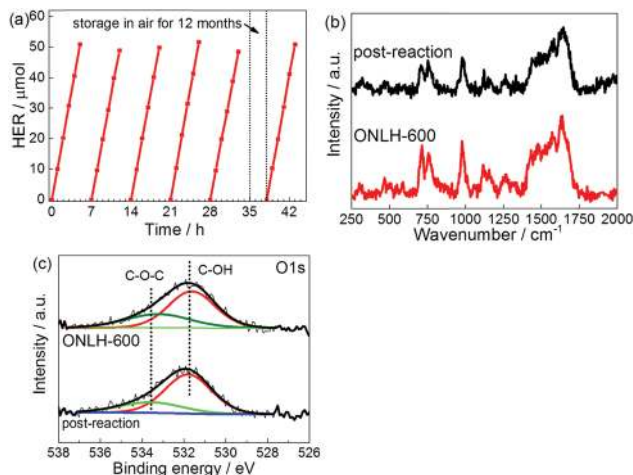 (a)
storage in air for 12 months
HER / μmol
60
50
40
30
20
10
0
0 7 14 21 28 35 42
Time / h
(b)
post-reaction
ONLH-600
Intensity / a.u.
250 500 750 1000 1250 1500 1750 2000
Wavenumber / cm-1
(c)
C-O-C
C-OH
O1s
ONLH-600
post-reaction
Intensity / a.u.
538 536 534 532 530 528 526
Binding energy / eV